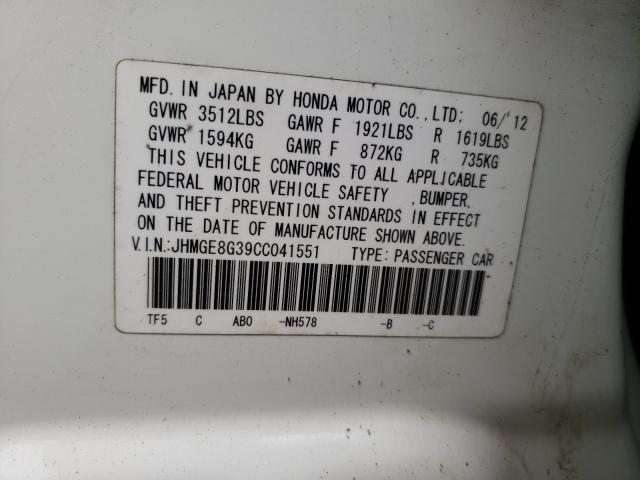 MFD. IN JAPAN BY HONDA MOTOR CO.,LTD; 06/'12
GVWR 3512LBS GAWR F 1921LBS R 1619LBS
GVWR 1594KG GAWR F 872KG R 735KG
THIS VEHICLE CONFORMS TO ALL APPLICABLE
FEDERAL MOTOR VEHICLE SAFETY ,BUMPER,
AND THEFT PREVENTION STANDARDS IN EFFECT
ON THE DATE OF MANUFACTURE SHOWN ABOVE.
V.I.N.:JHMGE8G39CC041551 TYPE: PASSENGER CAR
TF5 C AB0 -NH578 -B -C